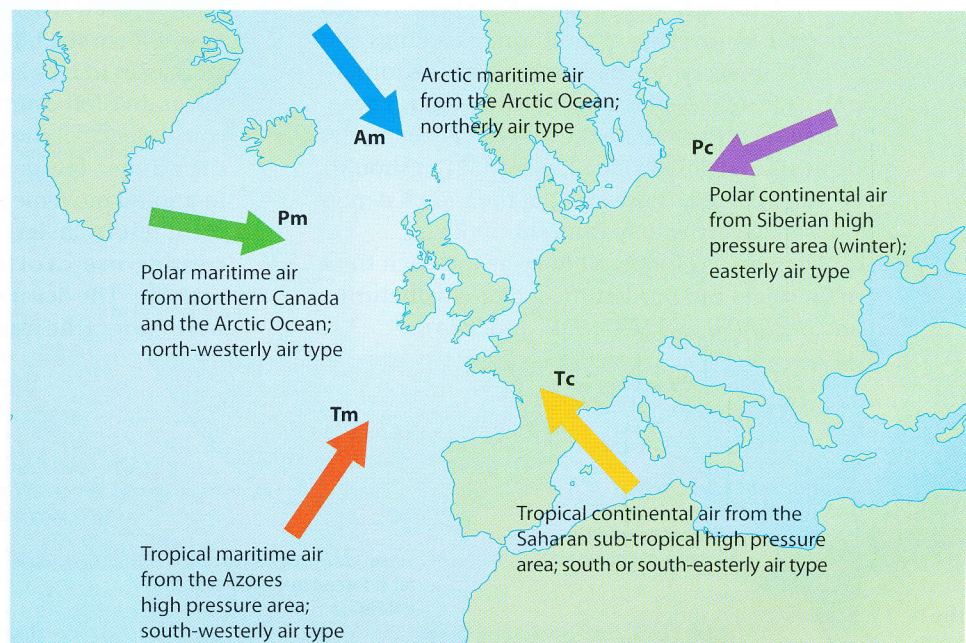 Am
Arctic maritime air
from the Arctic Ocean;
northerly air type
Pc
Polar continental air
from Siberian high
pressure area (winter);
easterly air type
Pm
Polar maritime air
from northern Canada
and the Arctic Ocean;
north-westerly air type
Tc
Tropical continental air from the
Saharan sub-tropical high pressure
area; south or south-easterly air type
Tm
Tropical maritime air
from the Azores
high pressure area;
south-westerly air type